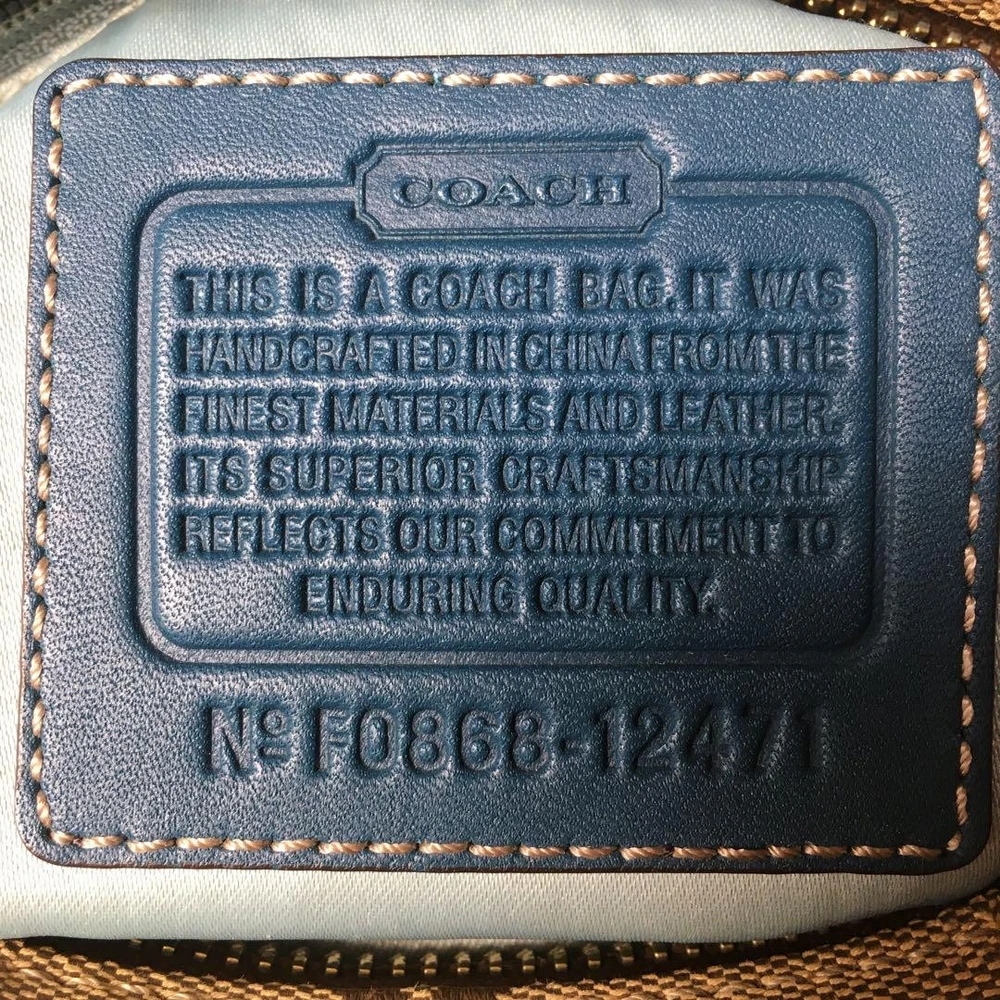 COACH
THIS IS A COACH BAG. IT WAS
HANDCRAFTED IN CHINA FROM THE
FINEST MATERIALS AND LEATHER.
ITS SUPERIOR CRAFTSMANSHIP
REFLECTS OUR COMMITMENT TO
ENDURING QUALITY.
Nº F0868-12471